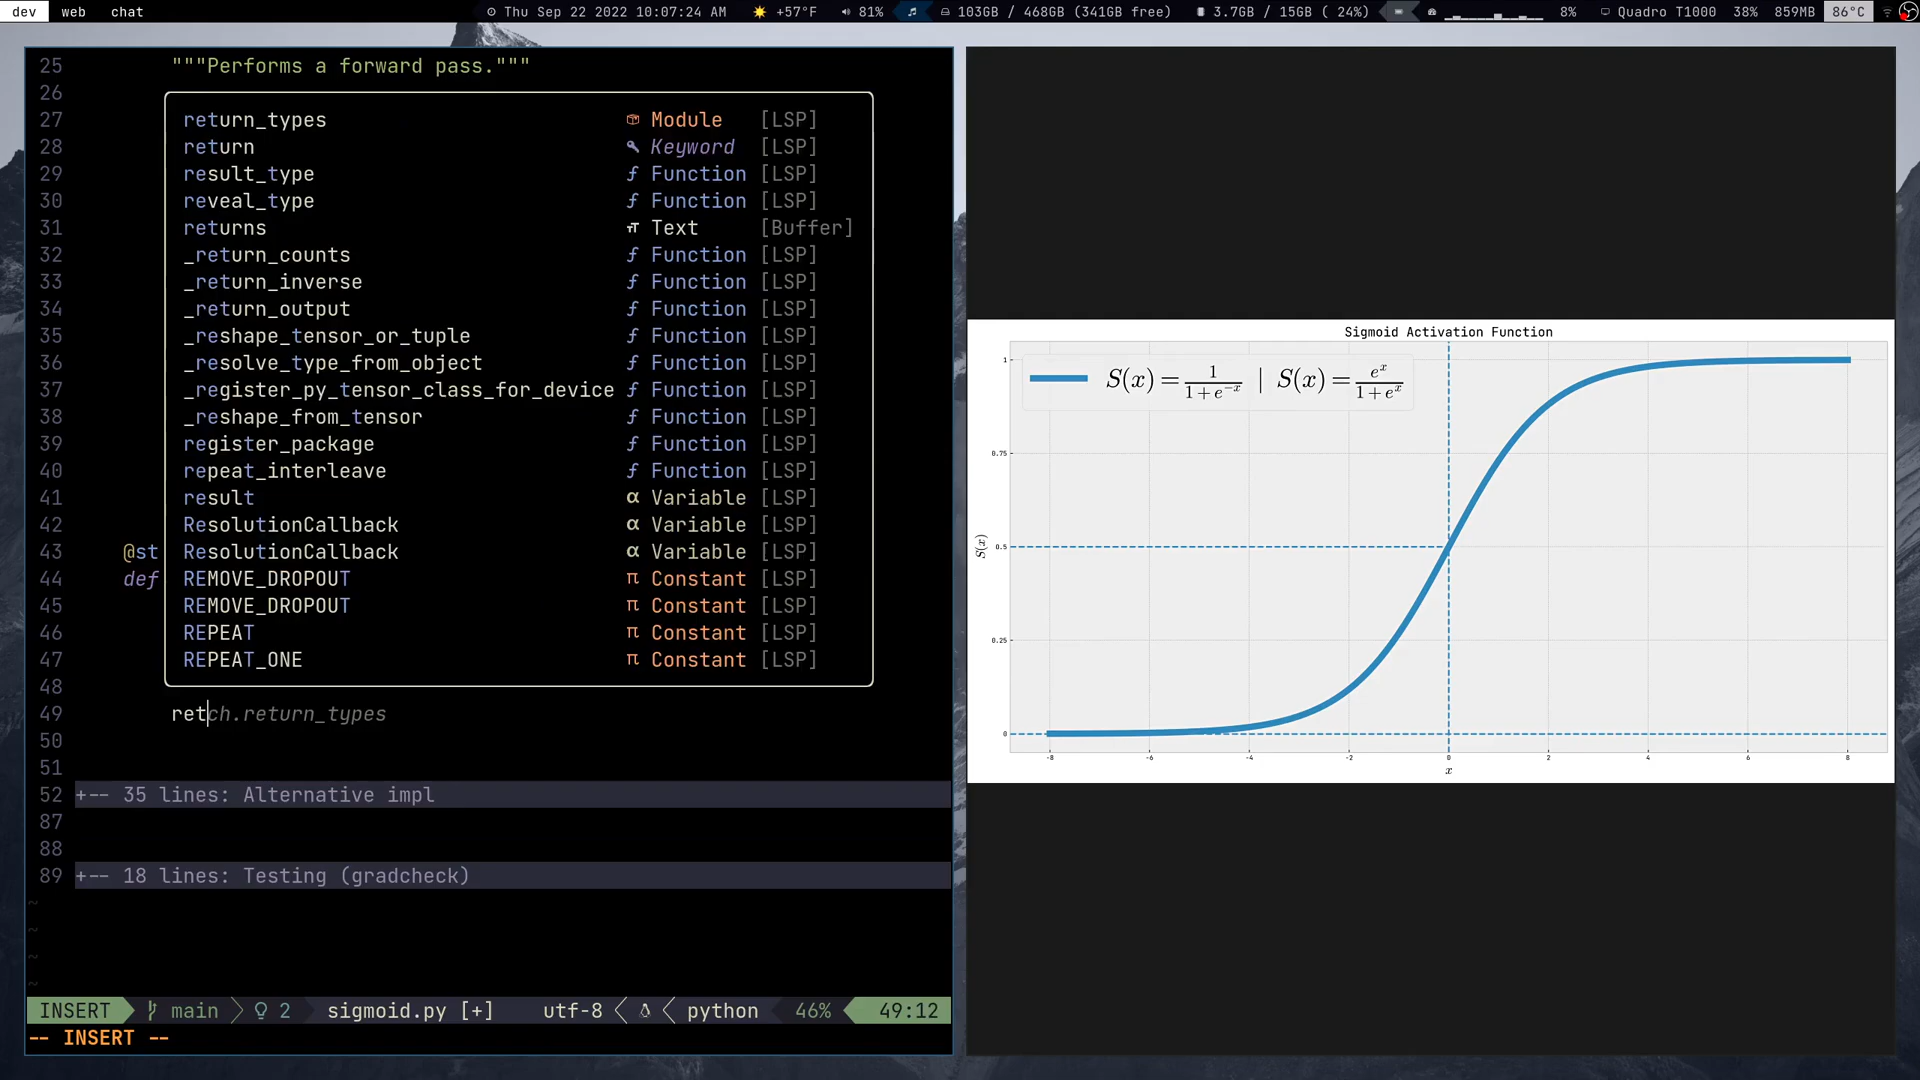 dev web chat Thu Sep 22 2022 10:07:24 AM +57°F 81% 103GB / 468GB (341GB free) 3.7GB / 15GB ( 24%) 8% Quadro T1000 38% 859MB 86°C
25 """Performs a forward pass."""
26
27 return_types Module [LSP]
28 return Keyword [LSP]
29 result_type ƒ Function [LSP]
30 reveal_type ƒ Function [LSP]
31 returns Text [Buffer]
32 _return_counts ƒ Function [LSP]
33 _return_inverse ƒ Function [LSP]
34 _return_output ƒ Function [LSP]
35 _reshape_tensor_or_tuple ƒ Function [LSP]
36 _resolve_type_from_object ƒ Function [LSP]
37 _register_py_tensor_class_for_device ƒ Function [LSP]
38 _reshape_from_tensor ƒ Function [LSP]
39 register_package ƒ Function [LSP]
40 repeat_interleave ƒ Function [LSP]
41 result α Variable [LSP]
42 ResolutionCallback α Variable [LSP]
43 @st ResolutionCallback α Variable [LSP]
44 def REMOVE_DROPOUT π Constant [LSP]
45 REMOVE_DROPOUT π Constant [LSP]
46 REPEAT π Constant [LSP]
47 REPEAT_ONE π Constant [LSP]
48
49 retch.return_types
50
51
52 +-- 35 lines: Alternative impl
87
88
89 +-- 18 lines: Testing (gradcheck)
~
~
~
~
INSERT main 2 sigmoid.py [+] utf-8 python 46% 49:12
-- INSERT --
Sigmoid Activation Function
S(x) = 1/(1+e^{-x}) | S(x) = e^x/(1+e^x)
1
0.75
0.5
0.25
0
S(x)
-8 -6 -4 -2 0 2 4 6 8
x